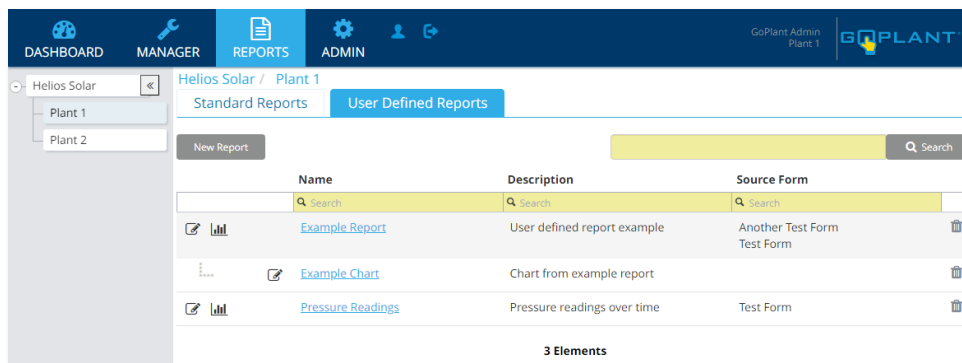 DASHBOARD MANAGER REPORTS ADMIN
GoPlant Admin
Plant 1
GOPLANT
Helios Solar
Plant 1
Plant 2
Helios Solar / Plant 1
Standard Reports User Defined Reports
New Report Search
Name Description Source Form
Search Search Search
Example Report User defined report example Another Test Form
Test Form
Example Chart Chart from example report
Pressure Readings Pressure readings over time Test Form
3 Elements